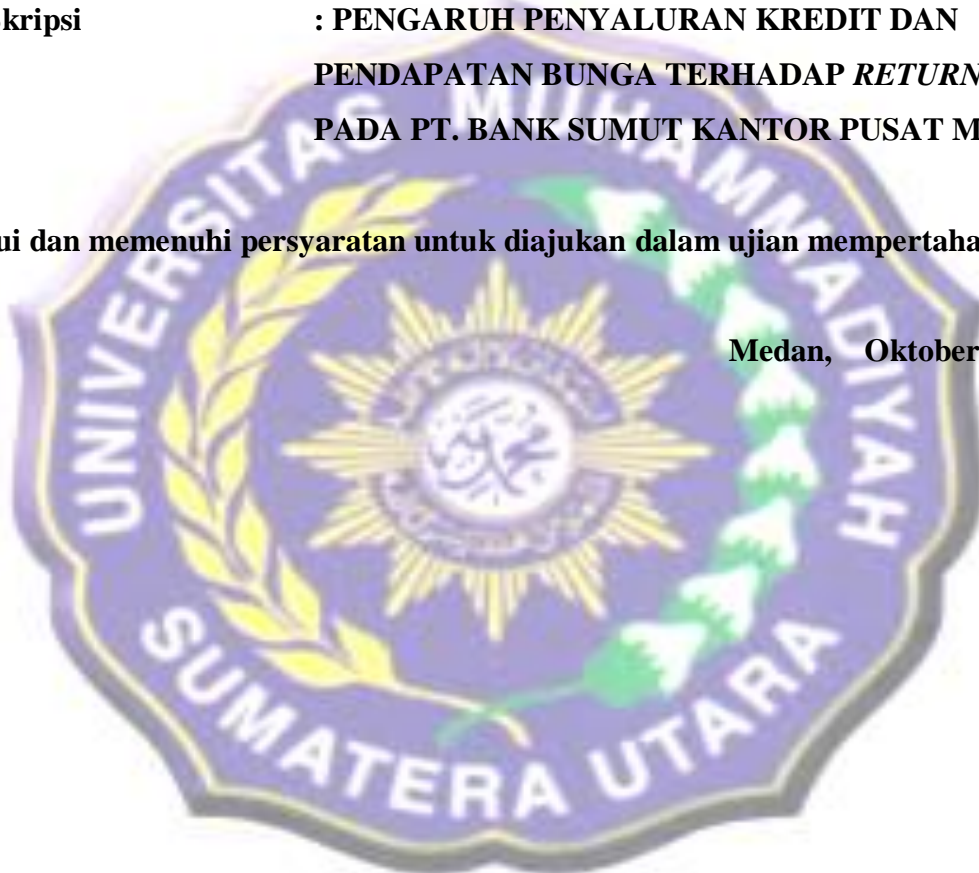 kripsi : PENGARUH PENYALURAN KREDIT DAN
PENDAPATAN BUNGA TERHADAP RETURN
PADA PT. BANK SUMUT KANTOR PUSAT M
ui dan memenuhi persyaratan untuk diajukan dalam ujian mempertaha
Medan, Oktober
UNIVERSITAS MUHAMMADIYAH
SUMATERA UTARA